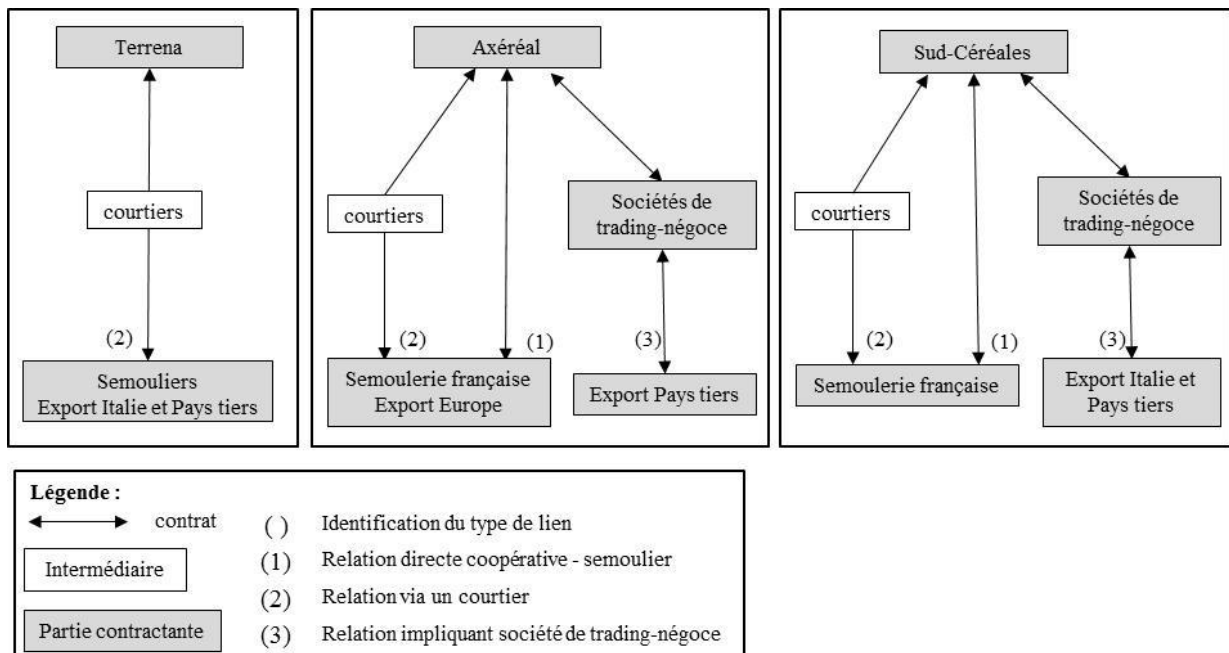 Terrena
courtiers
(2)
Semouliers
Export Italie et Pays tiers
Axéréal
courtiers
Sociétés de
trading-négoce
(2)
(1)
(3)
Semoulerie française
Export Europe
Export Pays tiers
Sud-Céréales
courtiers
Sociétés de
trading-négoce
(2)
(1)
(3)
Semoulerie française
Export Italie et
Pays tiers
Légende :
contrat
( ) Identification du type de lien
Intermédiaire
(1) Relation directe coopérative - semoulier
(2) Relation via un courtier
Partie contractante
(3) Relation impliquant société de trading-négoce